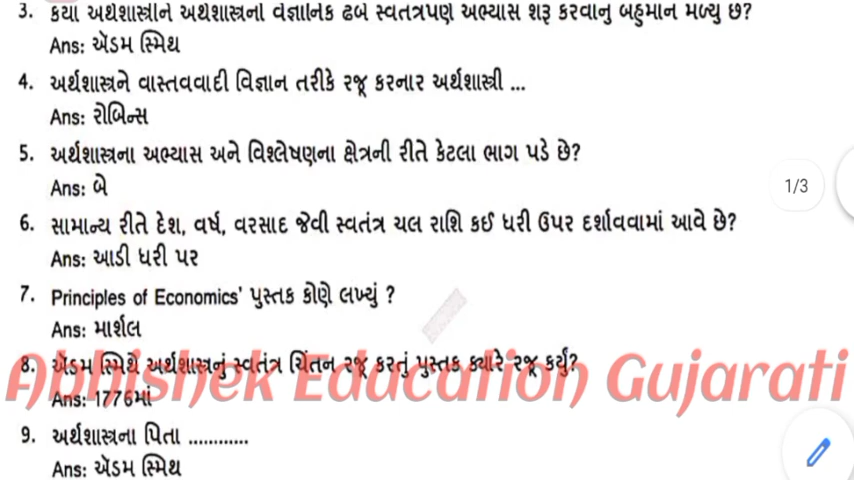 3. કયા અર્થશાસ્ત્રીને અર્થશાસ્ત્રનો વૈજ્ઞાનિક ઢબે સ્વતંત્રપણે અભ્યાસ શરૂ કરવાનું બહુમાન મળ્યું છે?
Ans: ઍડમ સ્મિથ
4. અર્થશાસ્ત્રને વાસ્તવવાદી વિજ્ઞાન તરીકે રજૂ કરનાર અર્થશાસ્ત્રી ...
Ans: રોબિન્સ
5. અર્થશાસ્ત્રના અભ્યાસ અને વિશ્લેષણના ક્ષેત્રની રીતે કેટલા ભાગ પડે છે?
Ans: બે
1/3
6. સામાન્ય રીતે દેશ, વર્ષ, વરસાદ જેવી સ્વતંત્ર ચલ રાશિ કઈ ધરી ઉપર દર્શાવવામાં આવે છે?
Ans: આડી ધરી પર
7. Principles of Economics' પુસ્તક કોણે લખ્યું ?
Ans: માર્શલ
8. ઍડમ સ્મિથે અર્થશાસ્ત્રનું સ્વતંત્ર ચિંતન રજૂ કરતું પુસ્તક ક્યારે રજૂ કર્યું?
Abhishek Education Gujarati
Ans: 1776માં
9. અર્થશાસ્ત્રના પિતા ............
Ans: ઍડમ સ્મિથ